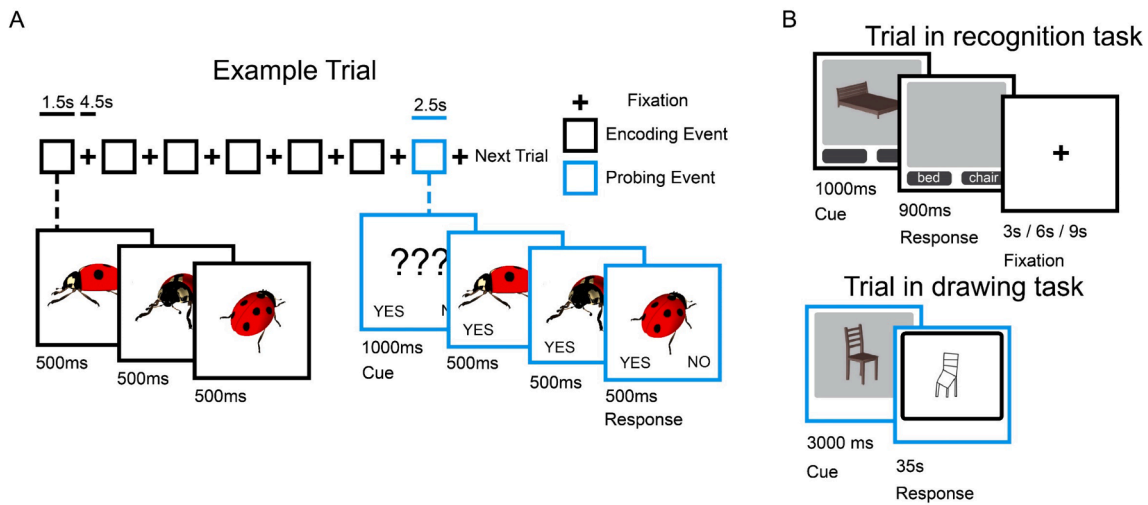 A
Example Trial
1.5s 4.5s
2.5s
+ Fixation
Encoding Event
Probing Event
+ + + + + + + Next Trial
???
YES
1000ms
Cue
YES
500ms
YES
500ms
YES NO
500ms
Response
500ms
500ms
500ms
B
Trial in recognition task
1000ms
Cue
bed chair
900ms
Response
+
3s / 6s / 9s
Fixation
Trial in drawing task
3000 ms
Cue
35s
Response